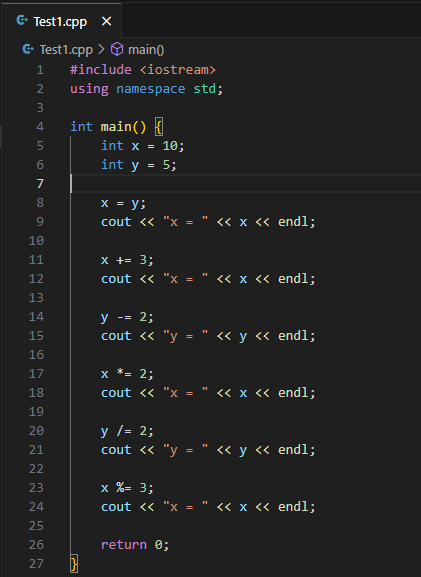 Test1.cpp
Test1.cpp > main()
1 #include <iostream>
2 using namespace std;
3
4 int main() {
5     int x = 10;
6     int y = 5;
7
8     x = y;
9     cout << "x = " << x << endl;
10
11     x += 3;
12     cout << "x = " << x << endl;
13
14     y -= 2;
15     cout << "y = " << y << endl;
16
17     x *= 2;
18     cout << "x = " << x << endl;
19
20     y /= 2;
21     cout << "y = " << y << endl;
22
23     x %= 3;
24     cout << "x = " << x << endl;
25
26     return 0;
27 }